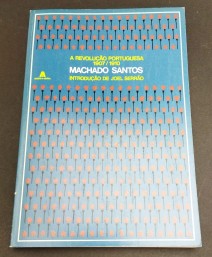 A REVOLUÇÃO PORTUGUESA
1907/1910
MACHADO SANTOS
INTRODUÇÃO DE JOEL SERRÃO